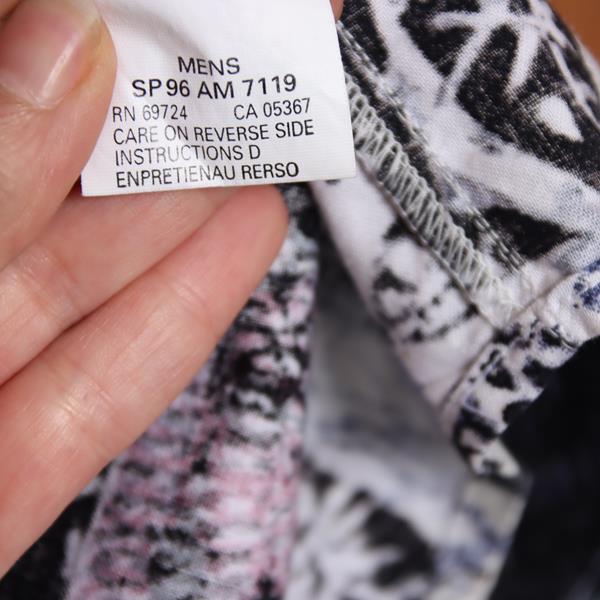 MENS
SP96 AM 7119
RN 69724 CA 05367
CARE ON REVERSE SIDE
INSTRUCTIONS D
ENPRETIENAU RERSO